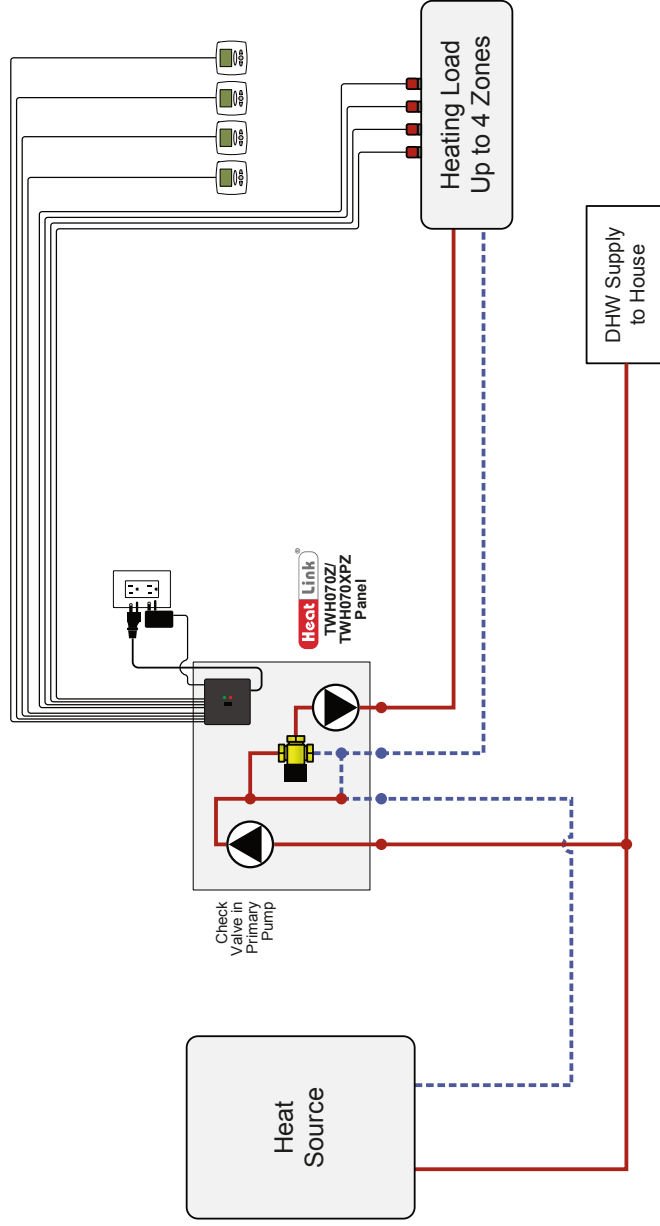 Heating Load
Up to 4 Zones
DHW Supply
to House
Heat Link®
TWH070Z/
TWH070XPZ
Panel
Check
Valve in
Primary
Pump
Heat
Source